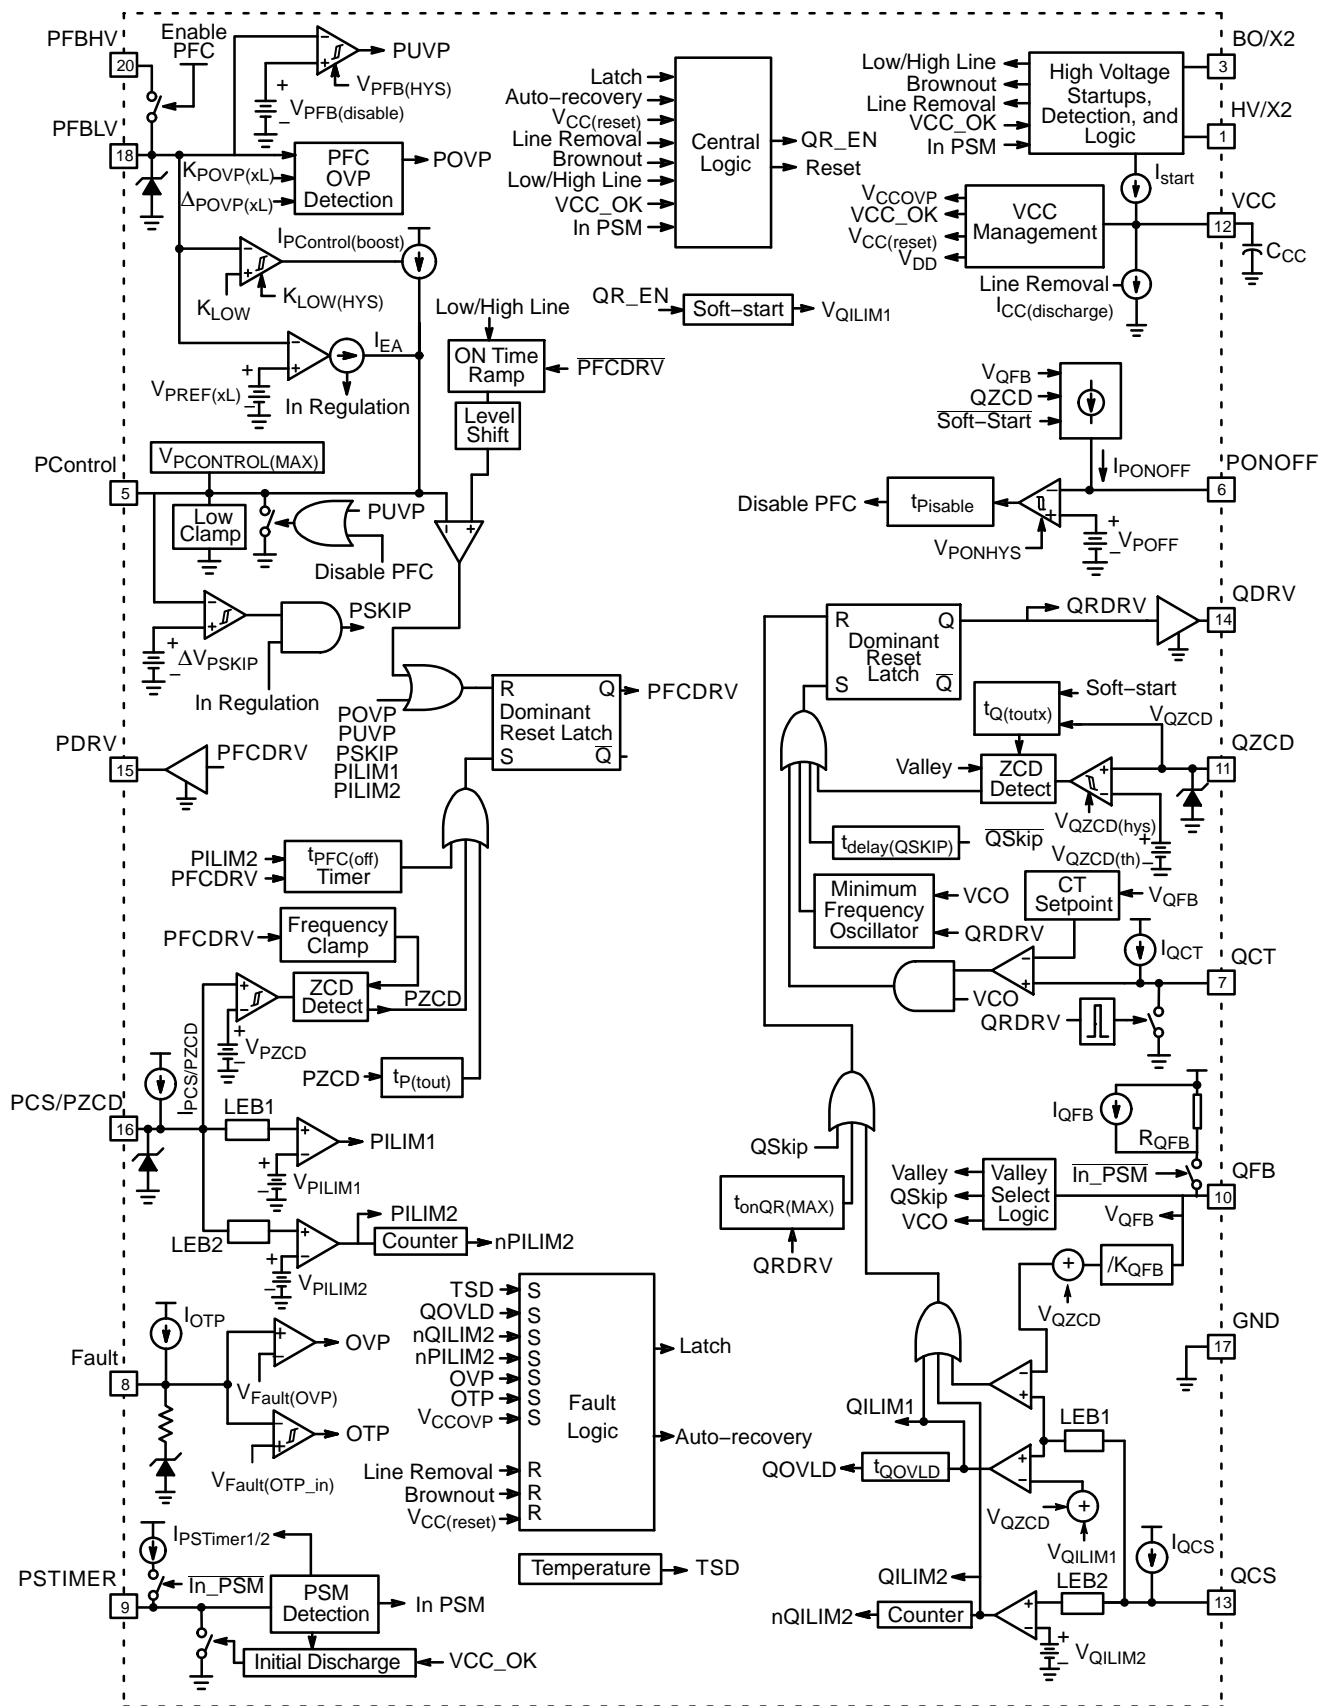 PFBHV
20
Enable
PFC
PUVP
VPFB(HYS)
VPFB(disable)
PFBLV
18
KPOVP(xL)
ΔPOVP(xL)
PFC
OVP
Detection
POVP
IPControl(boost)
KLOW
KLOW(HYS)
IEA
VPREF(xL)
In Regulation
Low/High Line
ON Time
Ramp
PFCDRV
Level
Shift
Latch
Auto-recovery
VCC(reset)
Line Removal
Brownout
Low/High Line
VCC_OK
In PSM
Central
Logic
QR_EN
Reset
QR_EN
Soft-start
VQILIM1
Low/High Line
Brownout
Line Removal
VCC_OK
In PSM
High Voltage
Startups,
Detection, and
Logic
BO/X2
3
HV/X2
1
Istart
VCCOVP
VCC_OK
VCC(reset)
VDD
VCC
Management
VCC
12
CCC
Line Removal
ICC(discharge)
VQFB
QZCD
Soft-Start
IPONOFF
PONOFF
6
Disable PFC
tPisable
VPONHYS
VPOFF
PControl
5
VPCONTROL(MAX)
Low
Clamp
PUVP
Disable PFC
ΔVPSKIP
PSKIP
In Regulation
POVP
PUVP
PSKIP
PILIM1
PILIM2
R
Q
Dominant
Reset Latch
S
Q
PFCDRV
PDRV
15
PFCDRV
PILIM2
PFCDRV
tPFC(off)
Timer
PFCDRV
Frequency
Clamp
ZCD
Detect
PZCD
VPZCD
PZCD
tP(tout)
IPCS/PZCD
PCS/PZCD
16
LEB1
PILIM1
VPILIM1
LEB2
PILIM2
Counter
nPILIM2
VPILIM2
R
Q
Dominant
Reset
Latch
S
Q
QRDRV
QDRV
14
tQ(toutx)
Soft-start
VQZCD
QZCD
11
Valley
ZCD
Detect
VQZCD(hys)
VQZCD(th)
tdelay(QSKIP)
QSkip
Minimum
Frequency
Oscillator
VCO
QRDRV
CT
Setpoint
VQFB
IQCT
QCT
7
VCO
QRDRV
QSkip
tonQR(MAX)
QRDRV
IQFB
RQFB
In_PSM
QFB
10
Valley
QSkip
VCO
Valley
Select
Logic
VQFB
/KQFB
VQZCD
GND
17
IOTP
OVP
Fault
8
VFault(OVP)
OTP
VFault(OTP_in)
TSD
QOVLD
nQILIM2
nPILIM2
OVP
OTP
VCCOVP
Line Removal
Brownout
VCC(reset)
S
S
S
S
S
S
S
R
R
R
Fault
Logic
Latch
Auto-recovery
QILIM1
QOVLD
tQOVLD
LEB1
VQZCD
VQILIM1
IQCS
QILIM2
nQILIM2
Counter
LEB2
VQILIM2
QCS
13
IPSTimer1/2
PSTIMER
9
In_PSM
PSM
Detection
In PSM
Initial Discharge
VCC_OK
Temperature
TSD